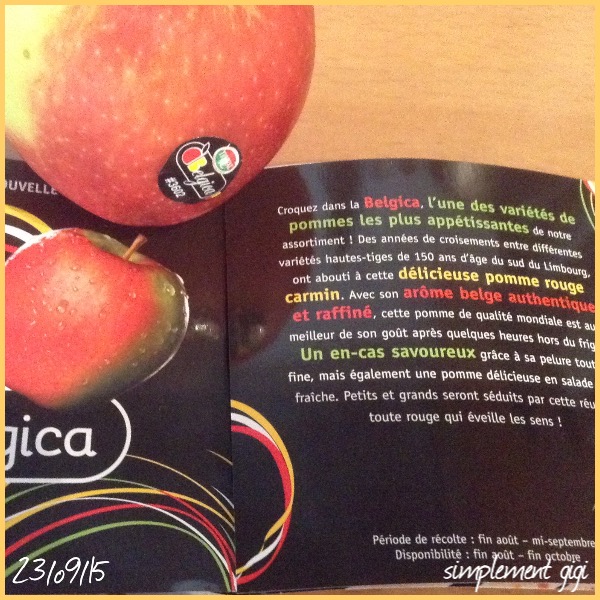 Belgica
#3602
OUVELLE
gica
Croquez dans la Belgica, l'une des variétés de
pommes les plus appétissantes de notre
assortiment ! Des années de croisements entre différentes
variétés hautes-tiges de 150 ans d'âge du sud du Limbourg,
ont abouti à cette délicieuse pomme rouge
carmin. Avec son arôme belge authentique
et raffiné, cette pomme de qualité mondiale est au
meilleur de son goût après quelques heures hors du frig
Un en-cas savoureux grâce à sa pelure tout
fine, mais également une pomme délicieuse en salade
fraîche. Petits et grands seront séduits par cette réu
toute rouge qui éveille les sens !
Période de récolte : fin août – mi-septembre
Disponibilité : fin août – fin octobre
23/09/15
simplement gigi